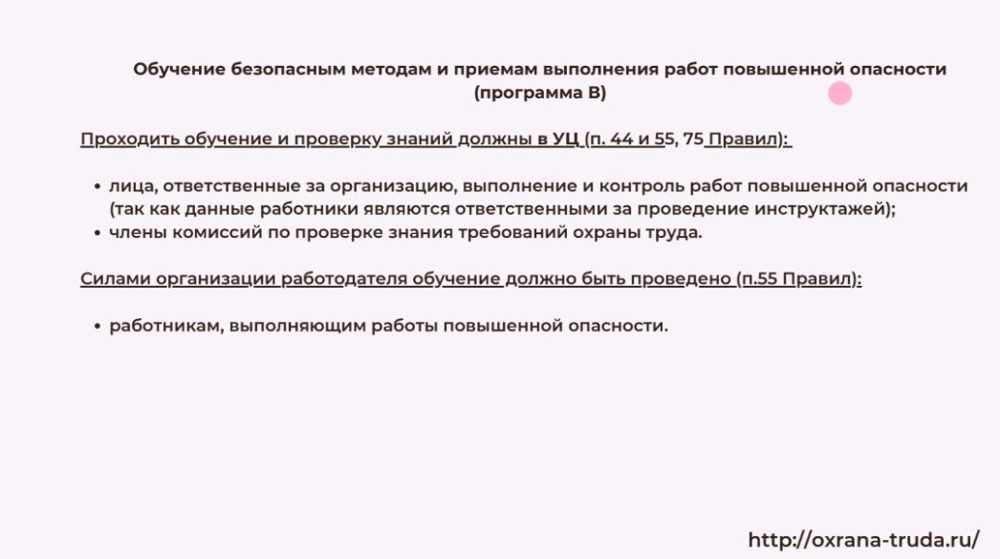 Обучение безопасным методам и приемам выполнения работ повышенной опасности
(программа В)
Проходить обучение и проверку знаний должны в УЦ (п. 44 и 55, 75 Правил):
• лица, ответственные за организацию, выполнение и контроль работ повышенной опасности
(так как данные работники являются ответственными за проведение инструктажей);
• члены комиссий по проверке знания требований охраны труда.
Силами организации работодателя обучение должно быть проведено (п.55 Правил):
• работникам, выполняющим работы повышенной опасности.
http://oxrana-truda.ru/